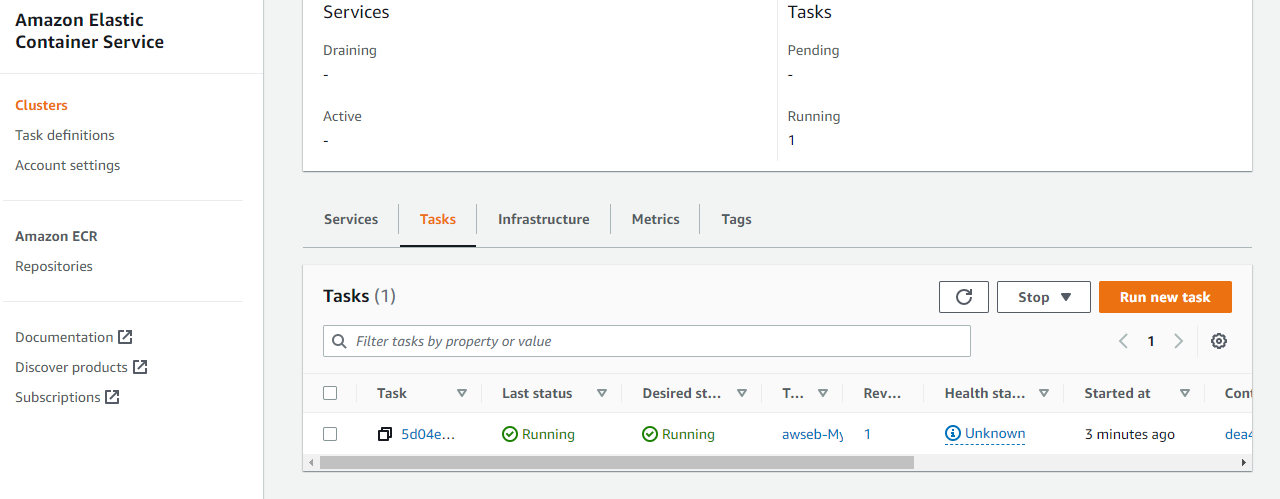 Amazon Elastic
Container Service
Clusters
Task definitions
Account settings
Amazon ECR
Repositories
Documentation
Discover products
Subscriptions
Services
Draining
-
Active
-
Tasks
Pending
-
Running
1
Services Tasks Infrastructure Metrics Tags
Tasks (1)
Stop
Run new task
Filter tasks by property or value
1
Task Last status Desired st... T... Rev... Health sta... Started at Cont
5d04e... Running Running awseb-My 1 Unknown 3 minutes ago dea4